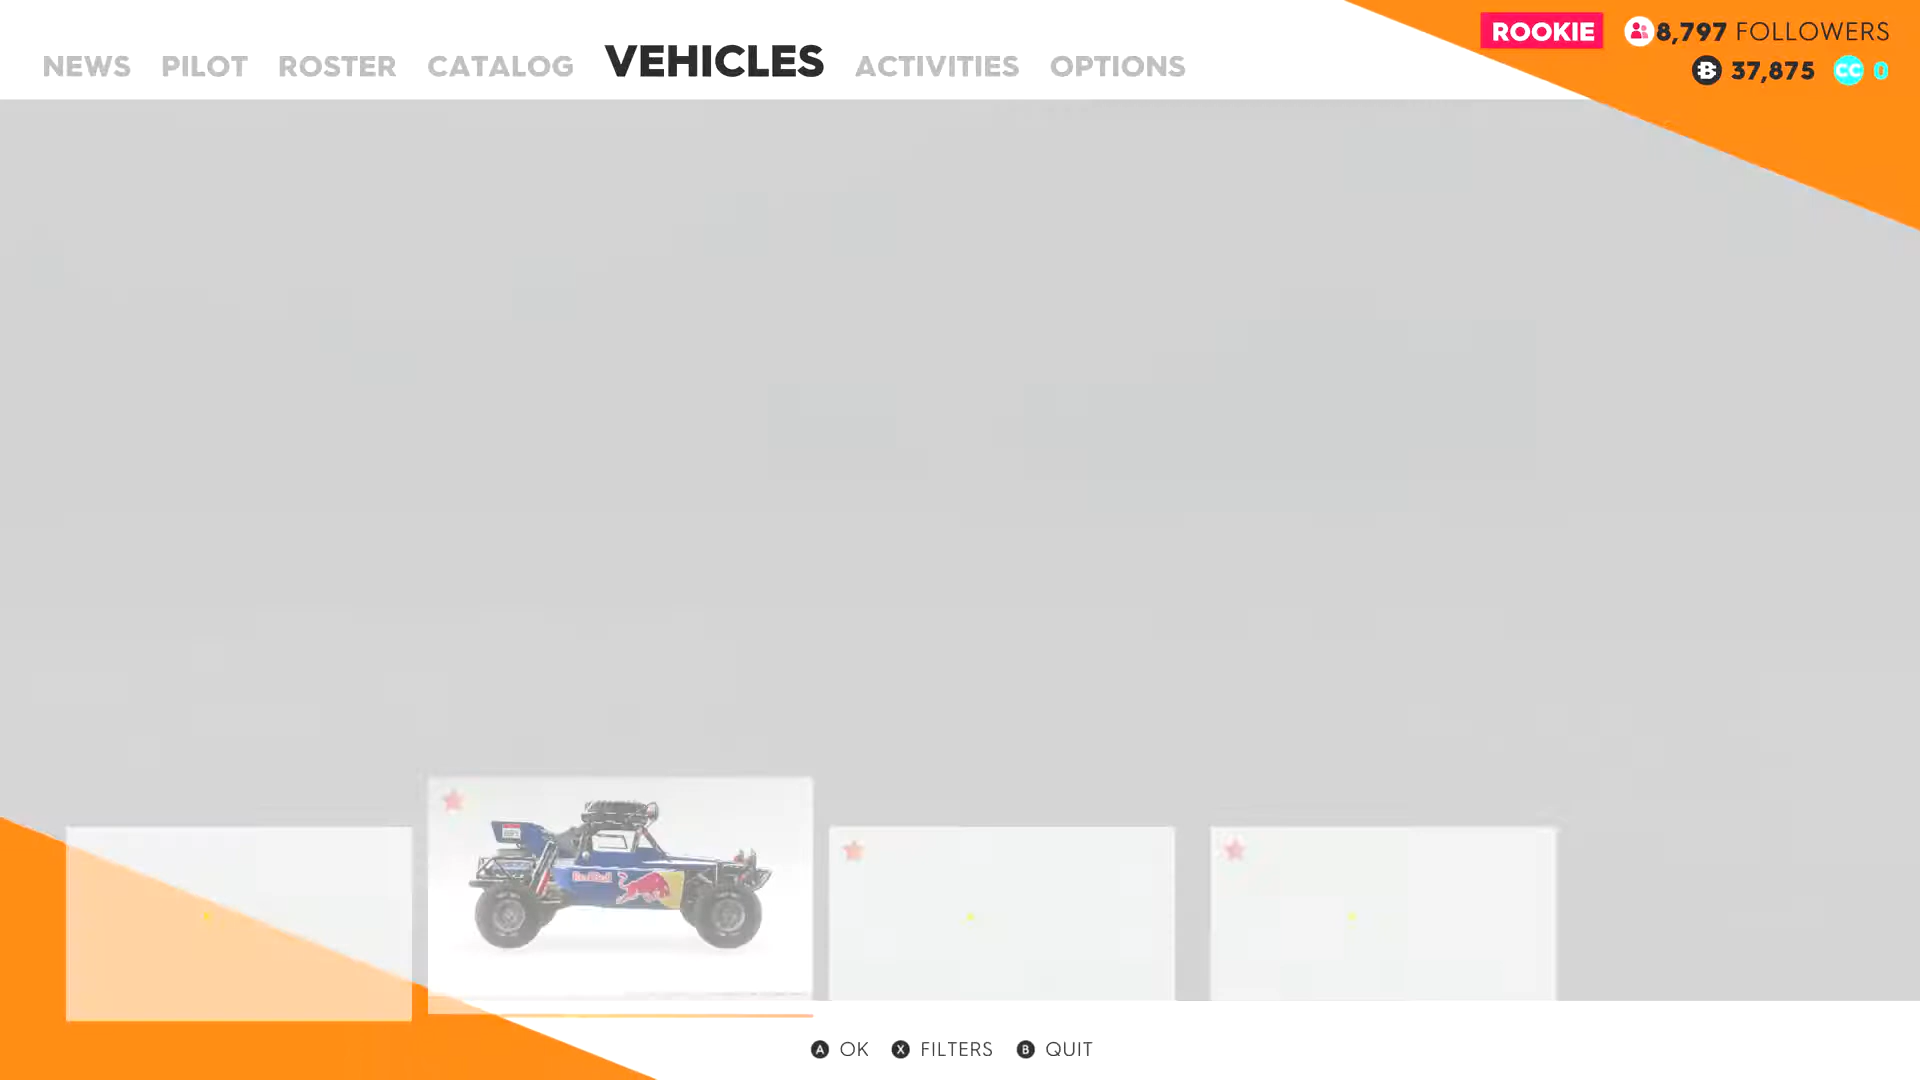 NEWS PILOT ROSTER CATALOG VEHICLES ACTIVITIES OPTIONS
ROOKIE 8,797 FOLLOWERS
37,875 CC 0
Red Bull
A OK X FILTERS B QUIT